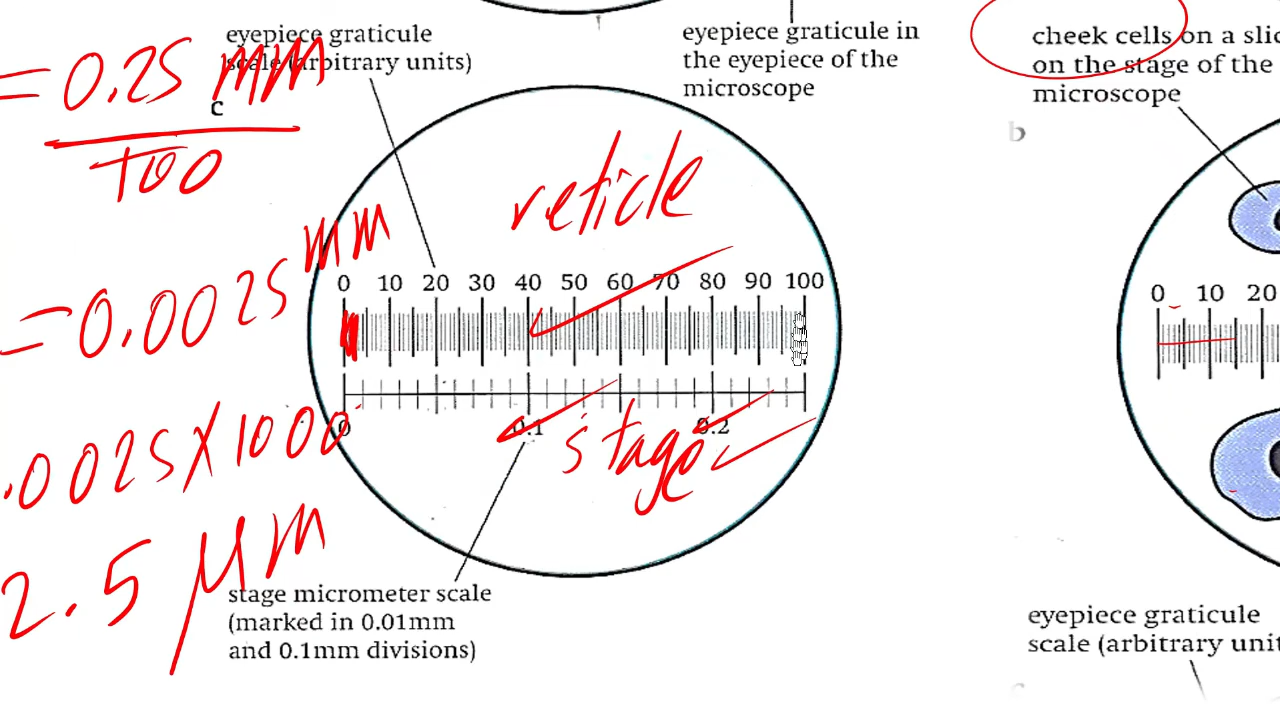 eyepiece graticule
scale (arbitrary units)
eyepiece graticule in
the eyepiece of the
microscope
cheek cells on a slic
on the stage of the
microscope
= 0.25 mm
100
c
b
reticle
= 0.0025 mm
0 10 20 30 40 50 60 70 80 90 100
0 10 20
0 0.1 0.2
stage
.0025 X 1000
2.5 μm
stage micrometer scale
(marked in 0.01mm
and 0.1mm divisions)
eyepiece graticule
scale (arbitrary unit
c